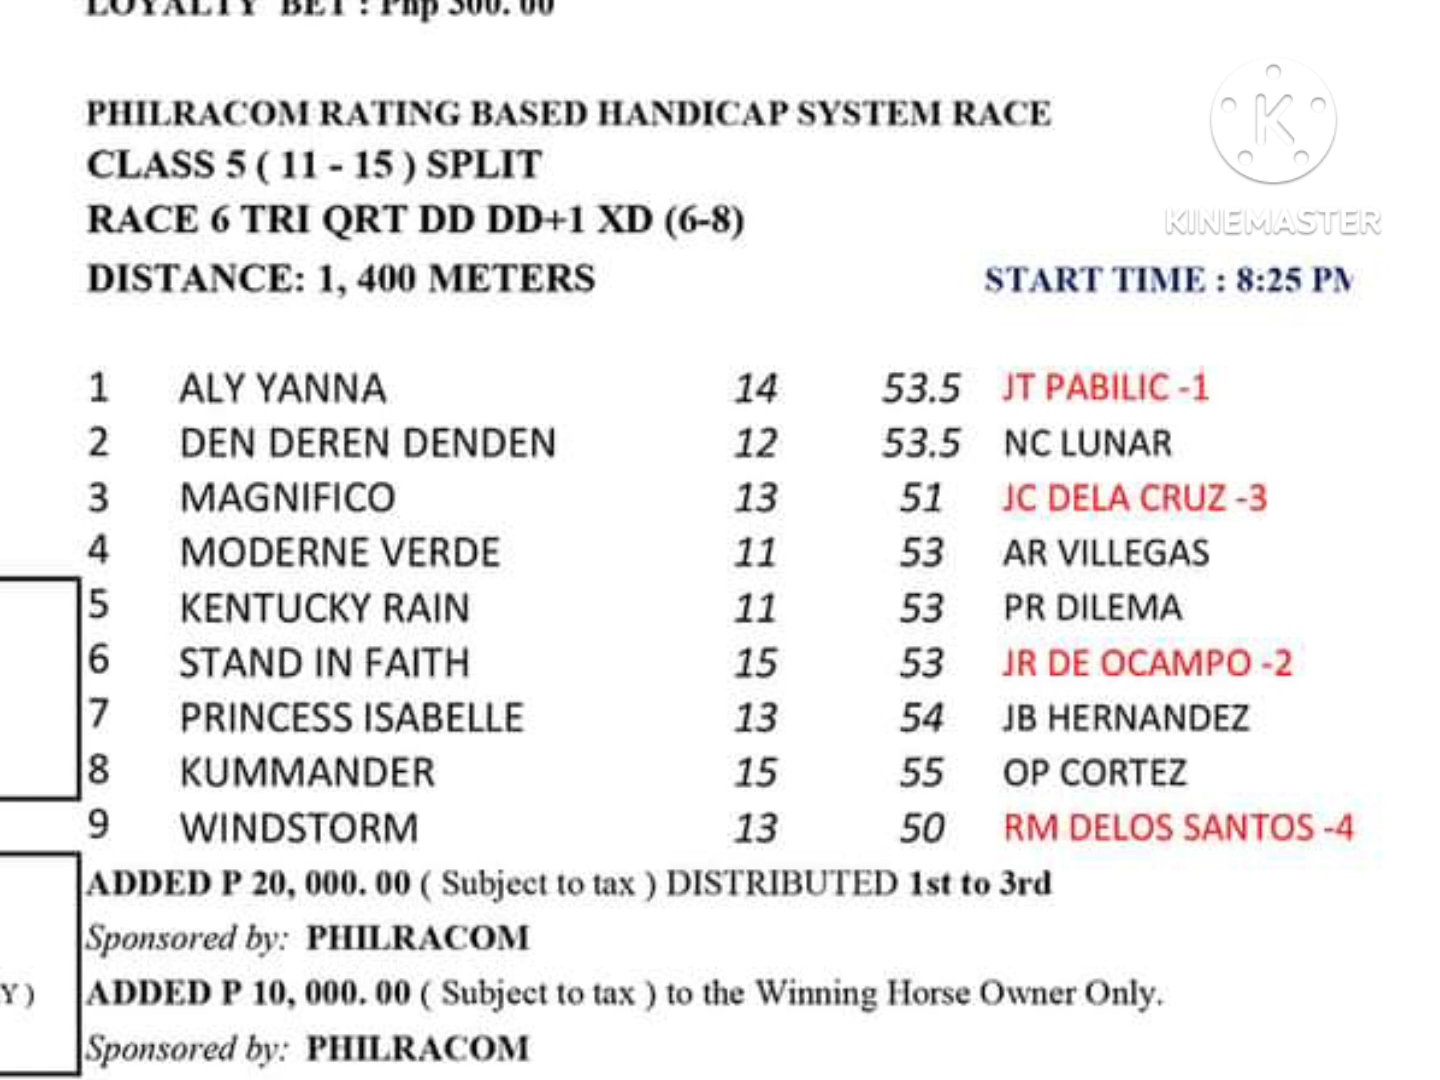 LOYALTY BET : Php 500. 00
PHILRACOM RATING BASED HANDICAP SYSTEM RACE
CLASS 5 ( 11 - 15 ) SPLIT
RACE 6 TRI QRT DD DD+1 XD (6-8)
DISTANCE: 1, 400 METERS START TIME : 8:25 PM
1 ALY YANNA 14 53.5 JT PABILIC -1
2 DEN DEREN DENDEN 12 53.5 NC LUNAR
3 MAGNIFICO 13 51 JC DELA CRUZ -3
4 MODERNE VERDE 11 53 AR VILLEGAS
5 KENTUCKY RAIN 11 53 PR DILEMA
6 STAND IN FAITH 15 53 JR DE OCAMPO -2
7 PRINCESS ISABELLE 13 54 JB HERNANDEZ
8 KUMMANDER 15 55 OP CORTEZ
9 WINDSTORM 13 50 RM DELOS SANTOS -4
ADDED P 20, 000. 00 ( Subject to tax ) DISTRIBUTED 1st to 3rd
Sponsored by: PHILRACOM
Y ) ADDED P 10, 000. 00 ( Subject to tax ) to the Winning Horse Owner Only.
Sponsored by: PHILRACOM
K
KINEMASTER